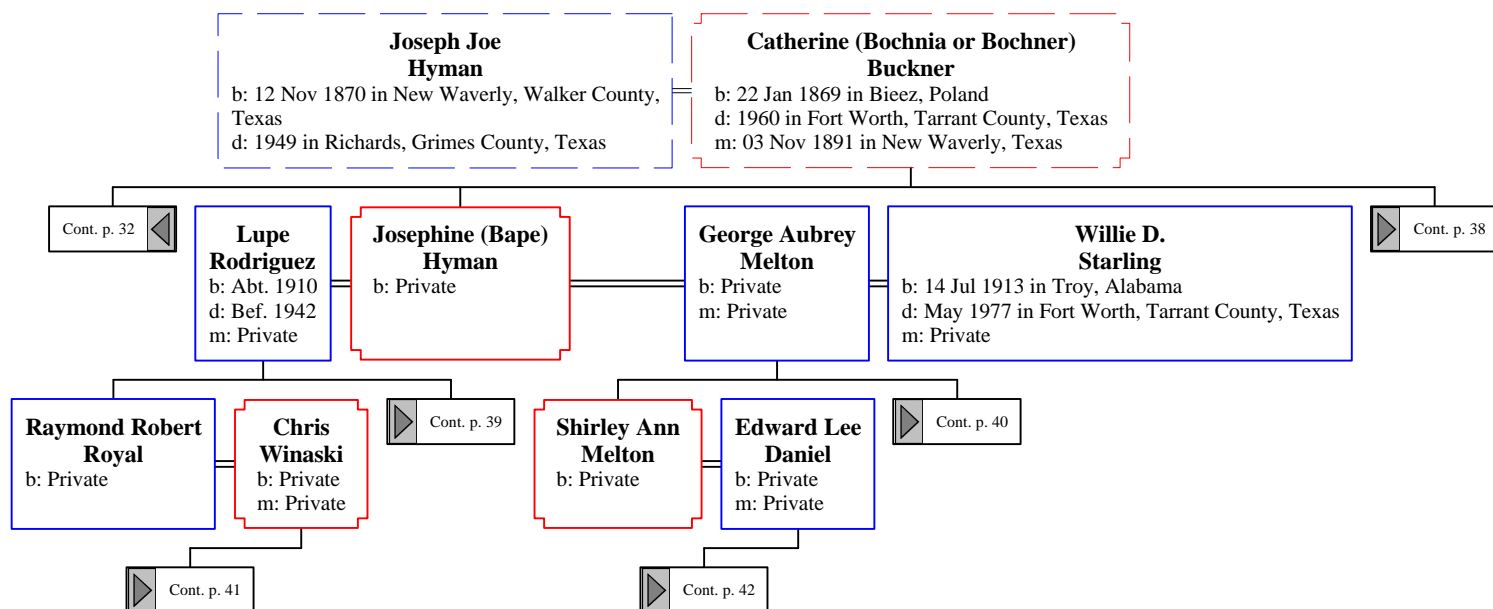 Joseph Joe
Hyman
b: 12 Nov 1870 in New Waverly, Walker County,
Texas
d: 1949 in Richards, Grimes County, Texas
Catherine (Bochnia or Bochner)
Buckner
b: 22 Jan 1869 in Bieez, Poland
d: 1960 in Fort Worth, Tarrant County, Texas
m: 03 Nov 1891 in New Waverly, Texas
Cont. p. 32
Lupe
Rodriguez
b: Abt. 1910
d: Bef. 1942
m: Private
Josephine (Bape)
Hyman
b: Private
George Aubrey
Melton
b: Private
m: Private
Willie D.
Starling
b: 14 Jul 1913 in Troy, Alabama
d: May 1977 in Fort Worth, Tarrant County, Texas
m: Private
Cont. p. 38
Raymond Robert
Royal
b: Private
Chris
Winaski
b: Private
m: Private
Cont. p. 39
Shirley Ann
Melton
b: Private
Edward Lee
Daniel
b: Private
m: Private
Cont. p. 40
Cont. p. 41
Cont. p. 42